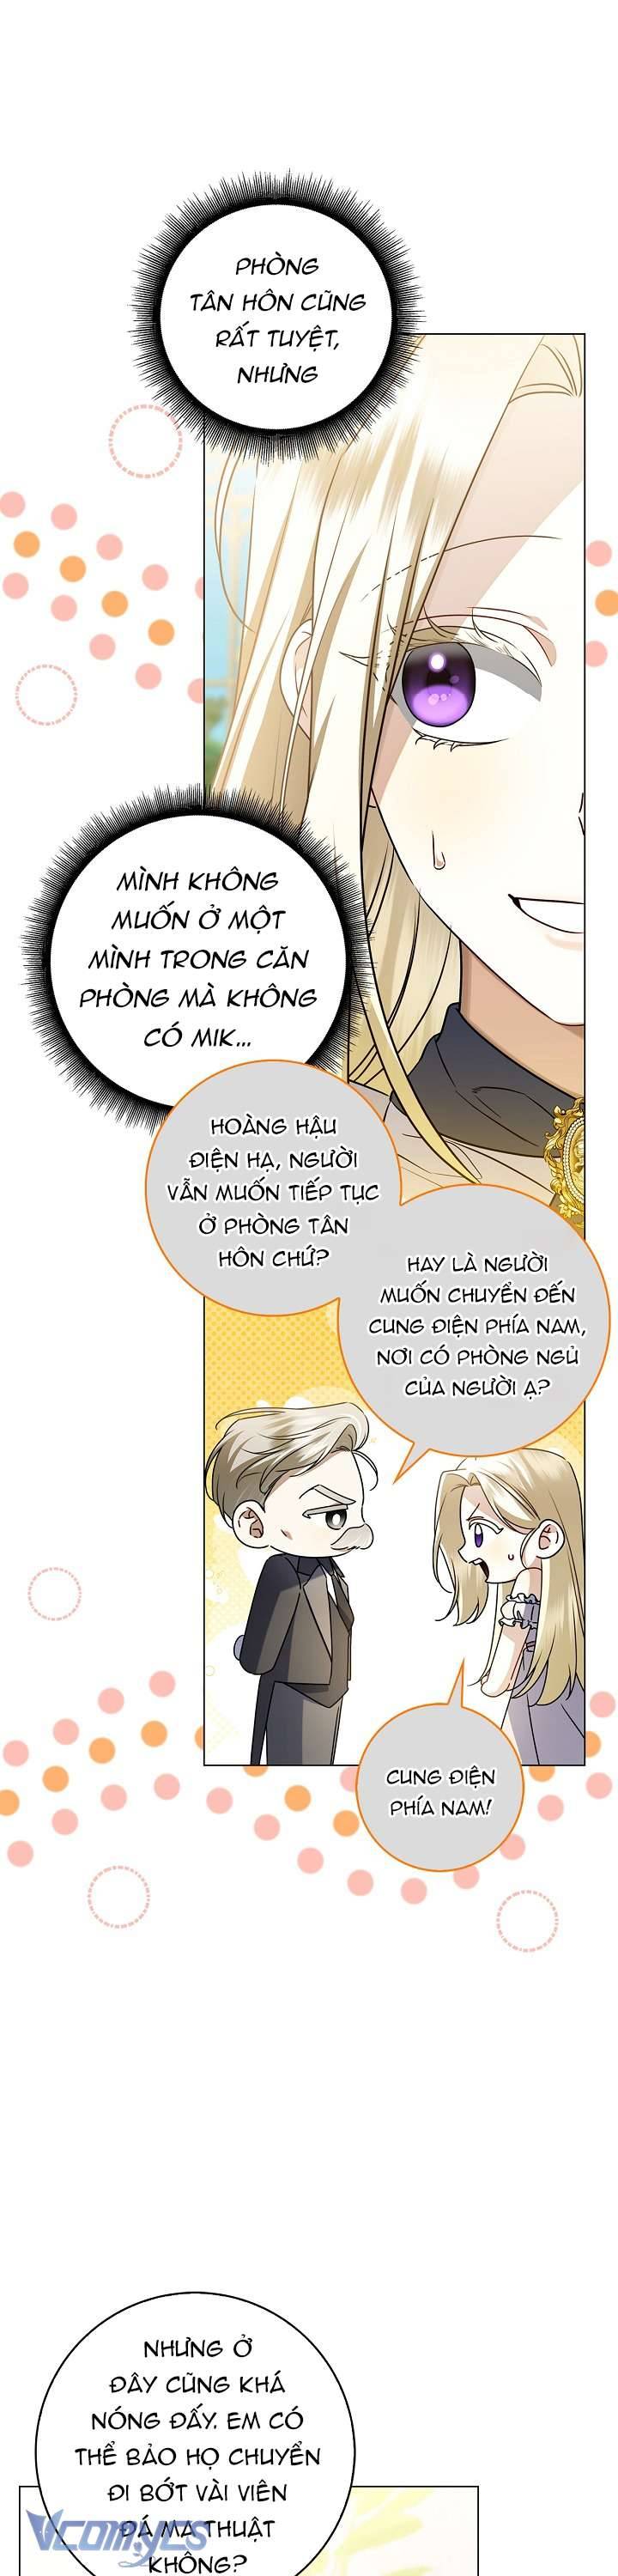 PHÒNG
TÂN HÔN CŨNG
RẤT TUYỆT,
NHƯNG
MÌNH KHÔNG
MUỐN Ở MỘT
MÌNH TRONG CĂN
PHÒNG MÀ KHÔNG
CÓ MIK...
HOÀNG HẬU
ĐIỆN HẠ, NGƯỜI
VẪN MUỐN TIẾP TỤC
Ở PHÒNG TÂN
HÔN CHỨ?
HAY LÀ NGƯỜI
MUỐN CHUYỂN ĐẾN
CUNG ĐIỆN PHÍA NAM,
NƠI CÓ PHÒNG NGỦ
CỦA NGƯỜI Ạ?
CUNG ĐIỆN
PHÍA NAM!
NHƯNG Ở
ĐÂY CŨNG KHÁ
NÓNG ĐẤY. EM CÓ
THỂ BẢO HỌ CHUYỂN
ĐI BỚT VÀI VIÊN
ĐÁ MA THUẬT
KHÔNG?
Vcomycs